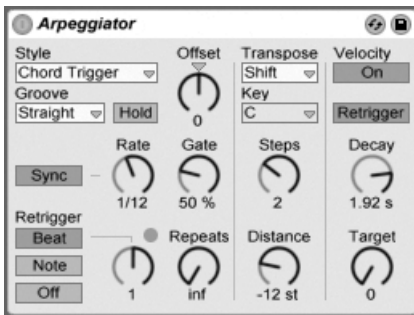 Arpeggiator
Style Offset Transpose Velocity
Chord Trigger Shift On
Groove Key
Straight Hold 0 C Retrigger
Rate Gate Steps Decay
Sync
1/12 50 % 2 1.92 s
Retrigger
Beat Repeats Distance Target
Note
Off 1 inf -12 st 0